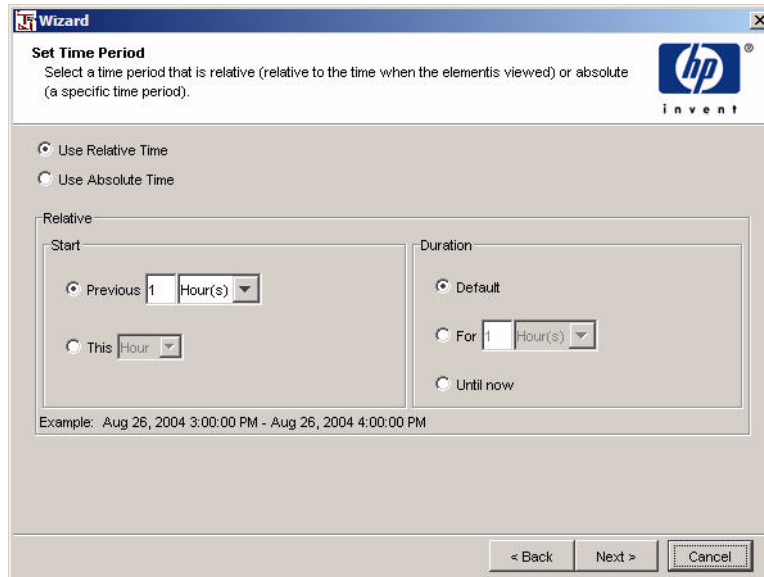 Wizard
Set Time Period
Select a time period that is relative (relative to the time when the elementis viewed) or absolute
(a specific time period).
hp
®
invent
Use Relative Time
Use Absolute Time
Relative
Start
Previous 1 Hour(s)
This Hour
Duration
Default
For 1 Hour(s)
Until now
Example: Aug 26, 2004 3:00:00 PM - Aug 26, 2004 4:00:00 PM
< Back Next > Cancel